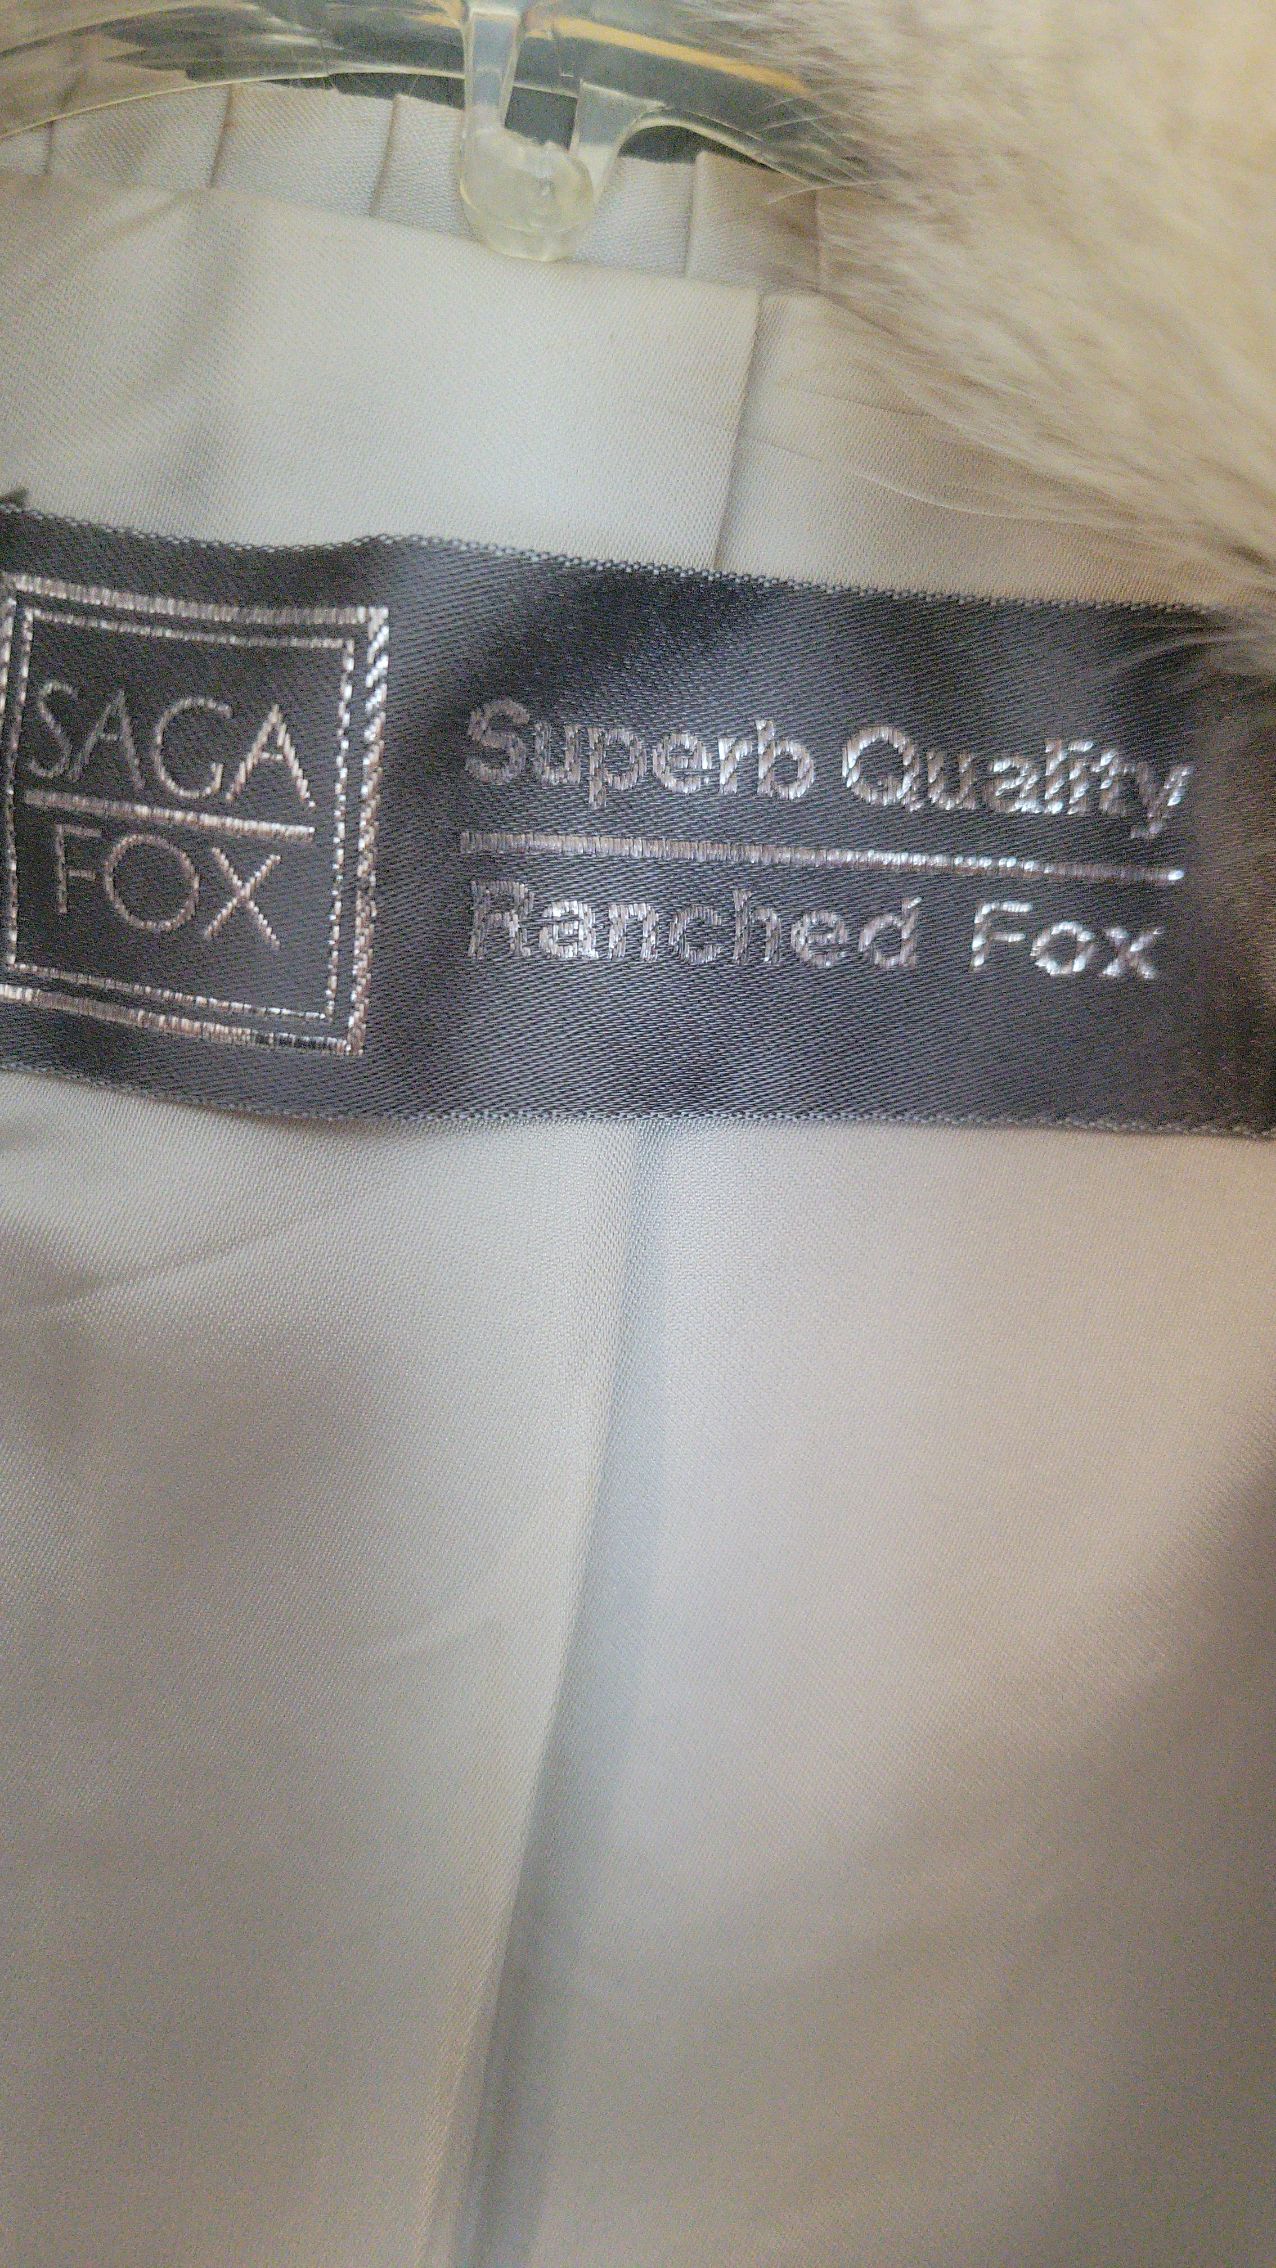 SAGA
FOX
Superb Quality
Ranched Fox